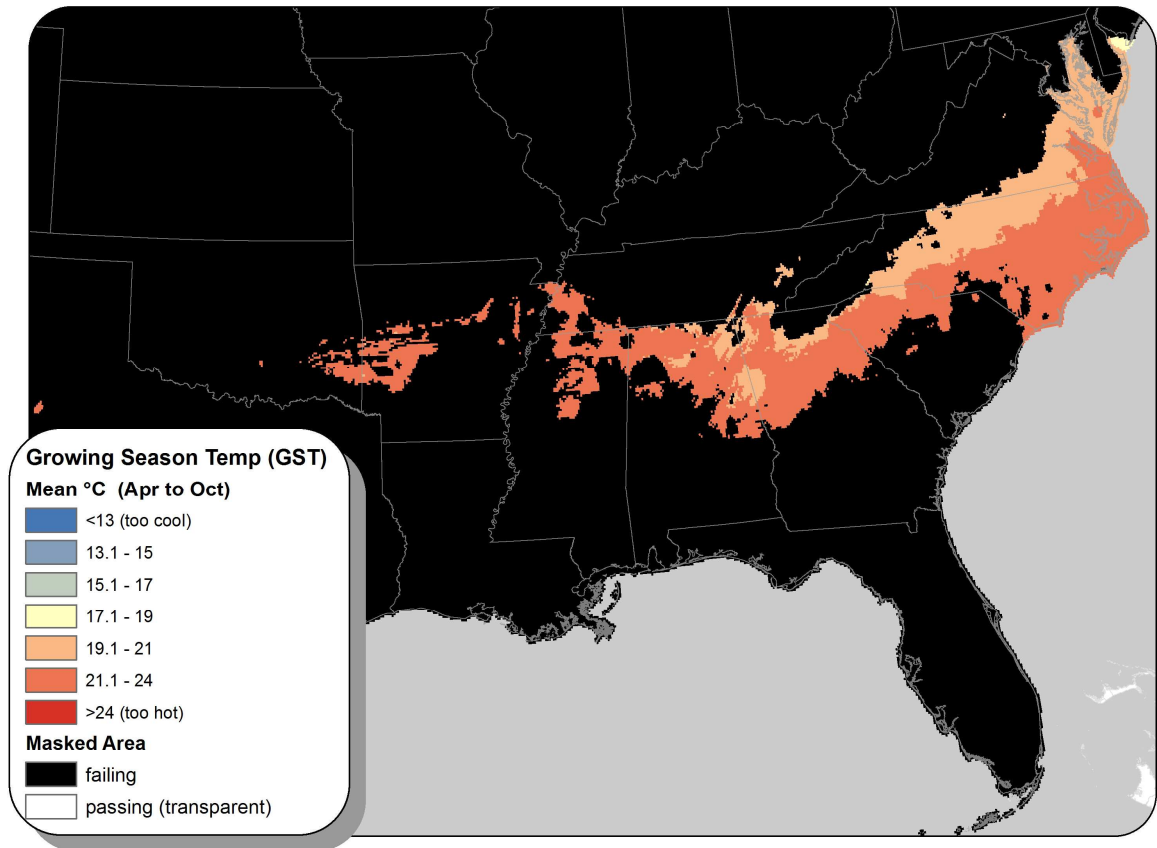 Growing Season Temp (GST)
Mean °C (Apr to Oct)
<13 (too cool)
13.1 - 15
15.1 - 17
17.1 - 19
19.1 - 21
21.1 - 24
>24 (too hot)
Masked Area
failing
passing (transparent)